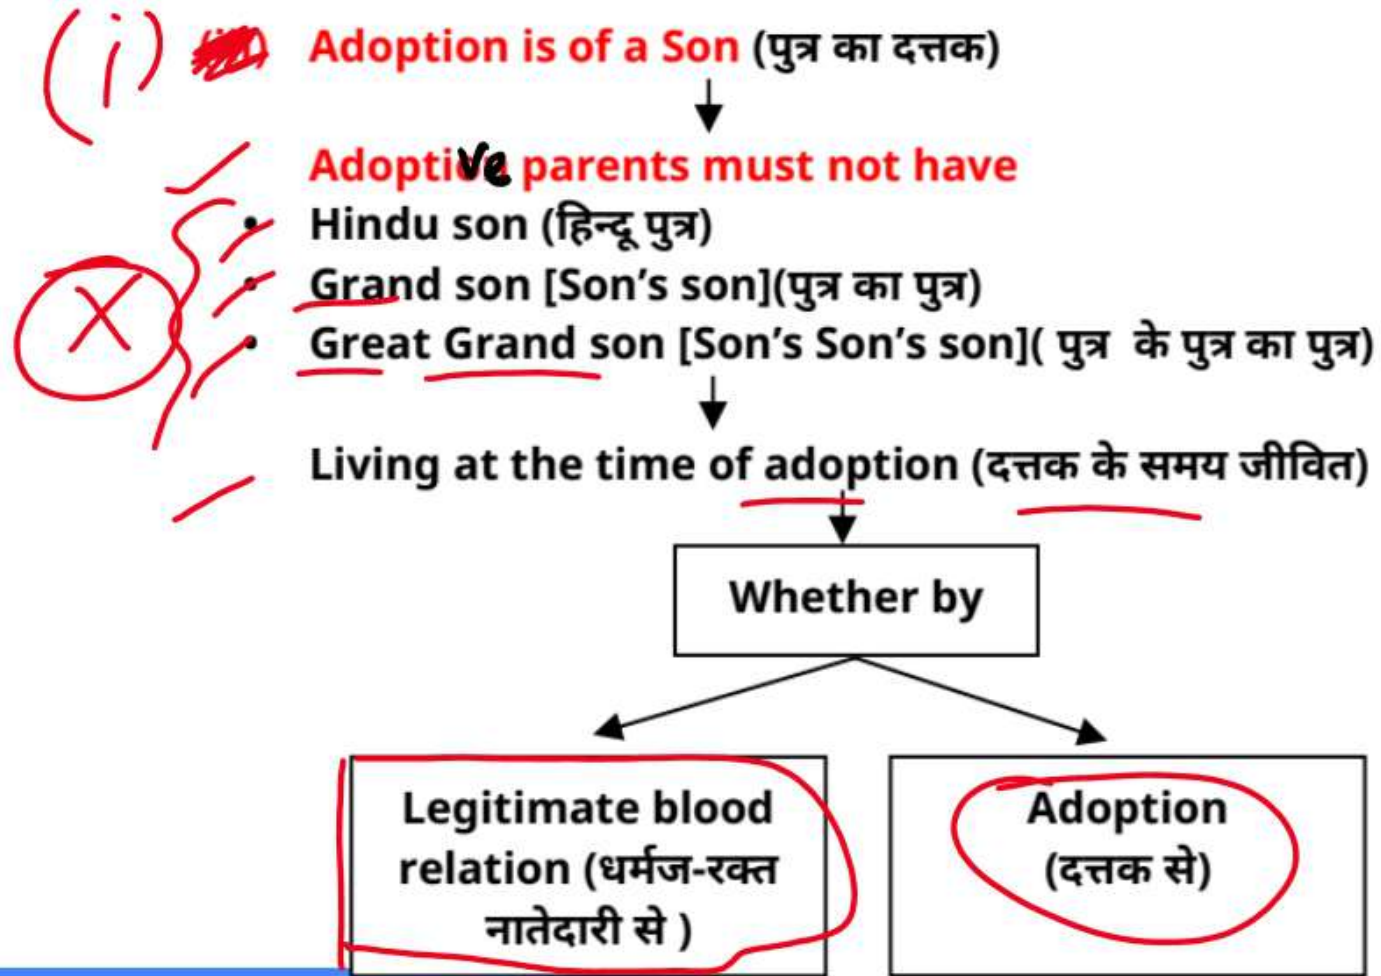 (i) Adoption is of a Son (पुत्र का दत्तक)
Adoptive parents must not have
• Hindu son (हिन्दू पुत्र)
• Grand son [Son’s son](पुत्र का पुत्र)
• Great Grand son [Son’s Son’s son]( पुत्र के पुत्र का पुत्र)
X
Living at the time of adoption (दत्तक के समय जीवित)
Whether by
Legitimate blood
relation (धर्मज-रक्त
नातेदारी से )
Adoption
(दत्तक से)